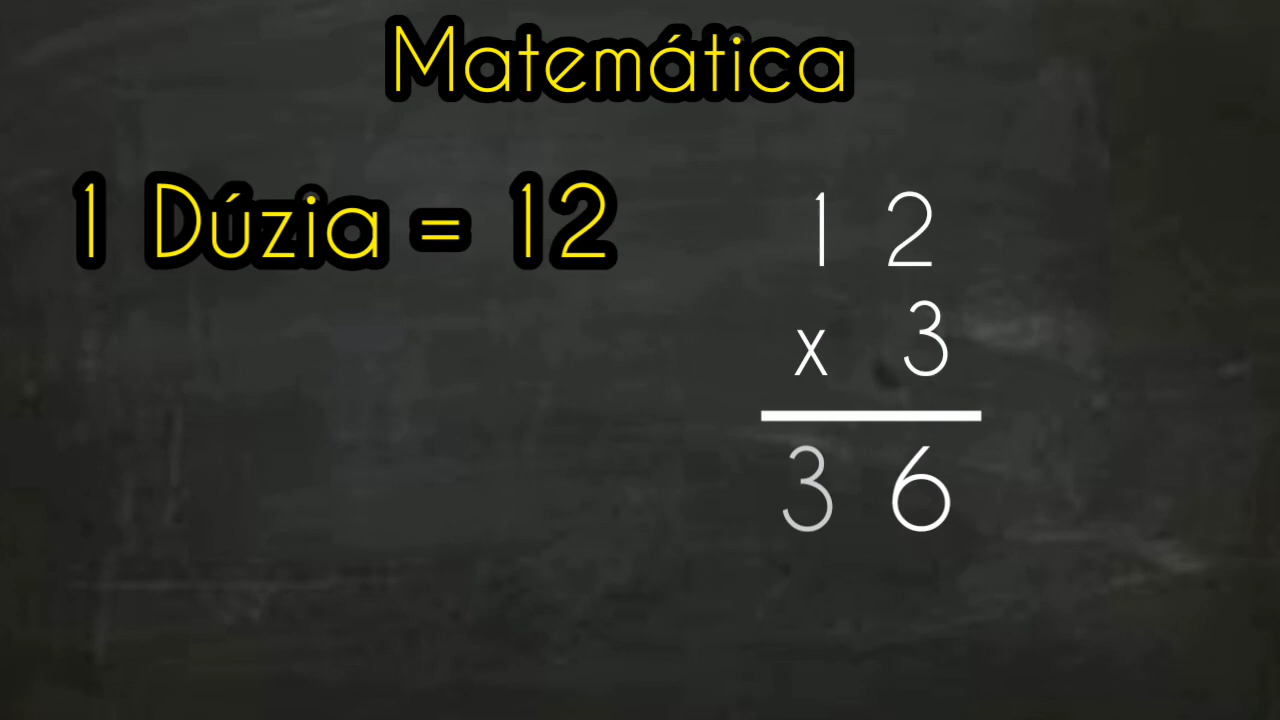 Matemática
1 Dúzia = 12
1 2
x 3
3 6